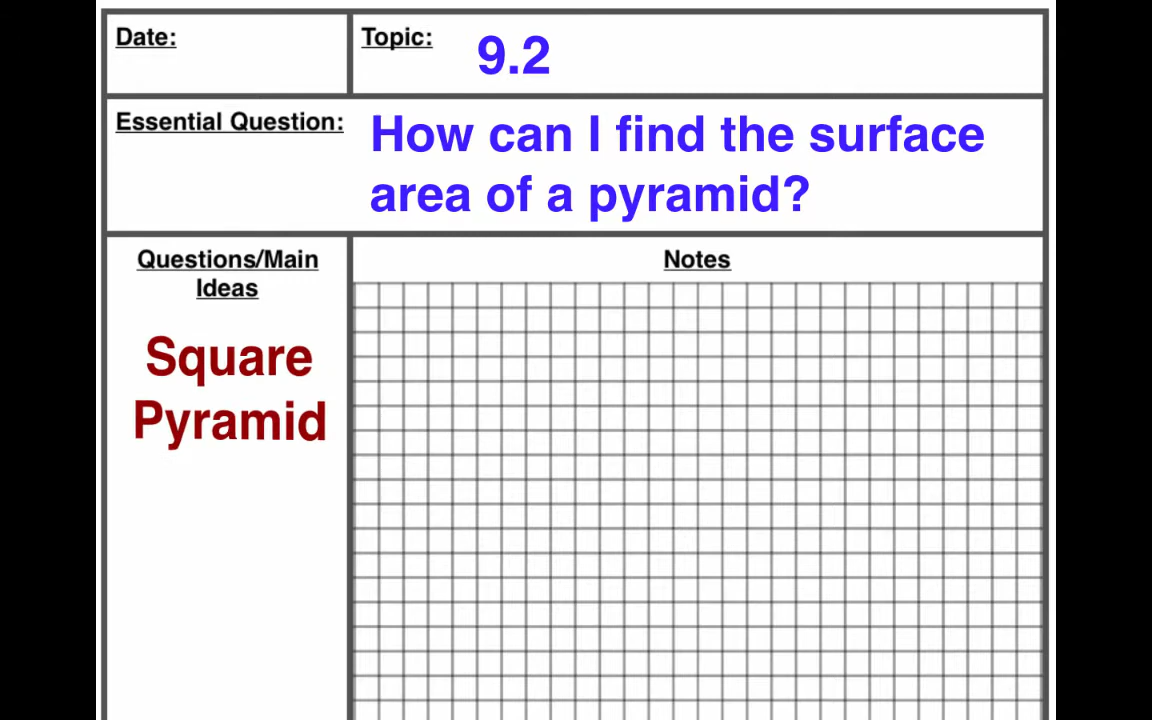 Date:
Topic: 9.2
Essential Question: How can I find the surface
area of a pyramid?
Questions/Main
Ideas
Notes
Square
Pyramid